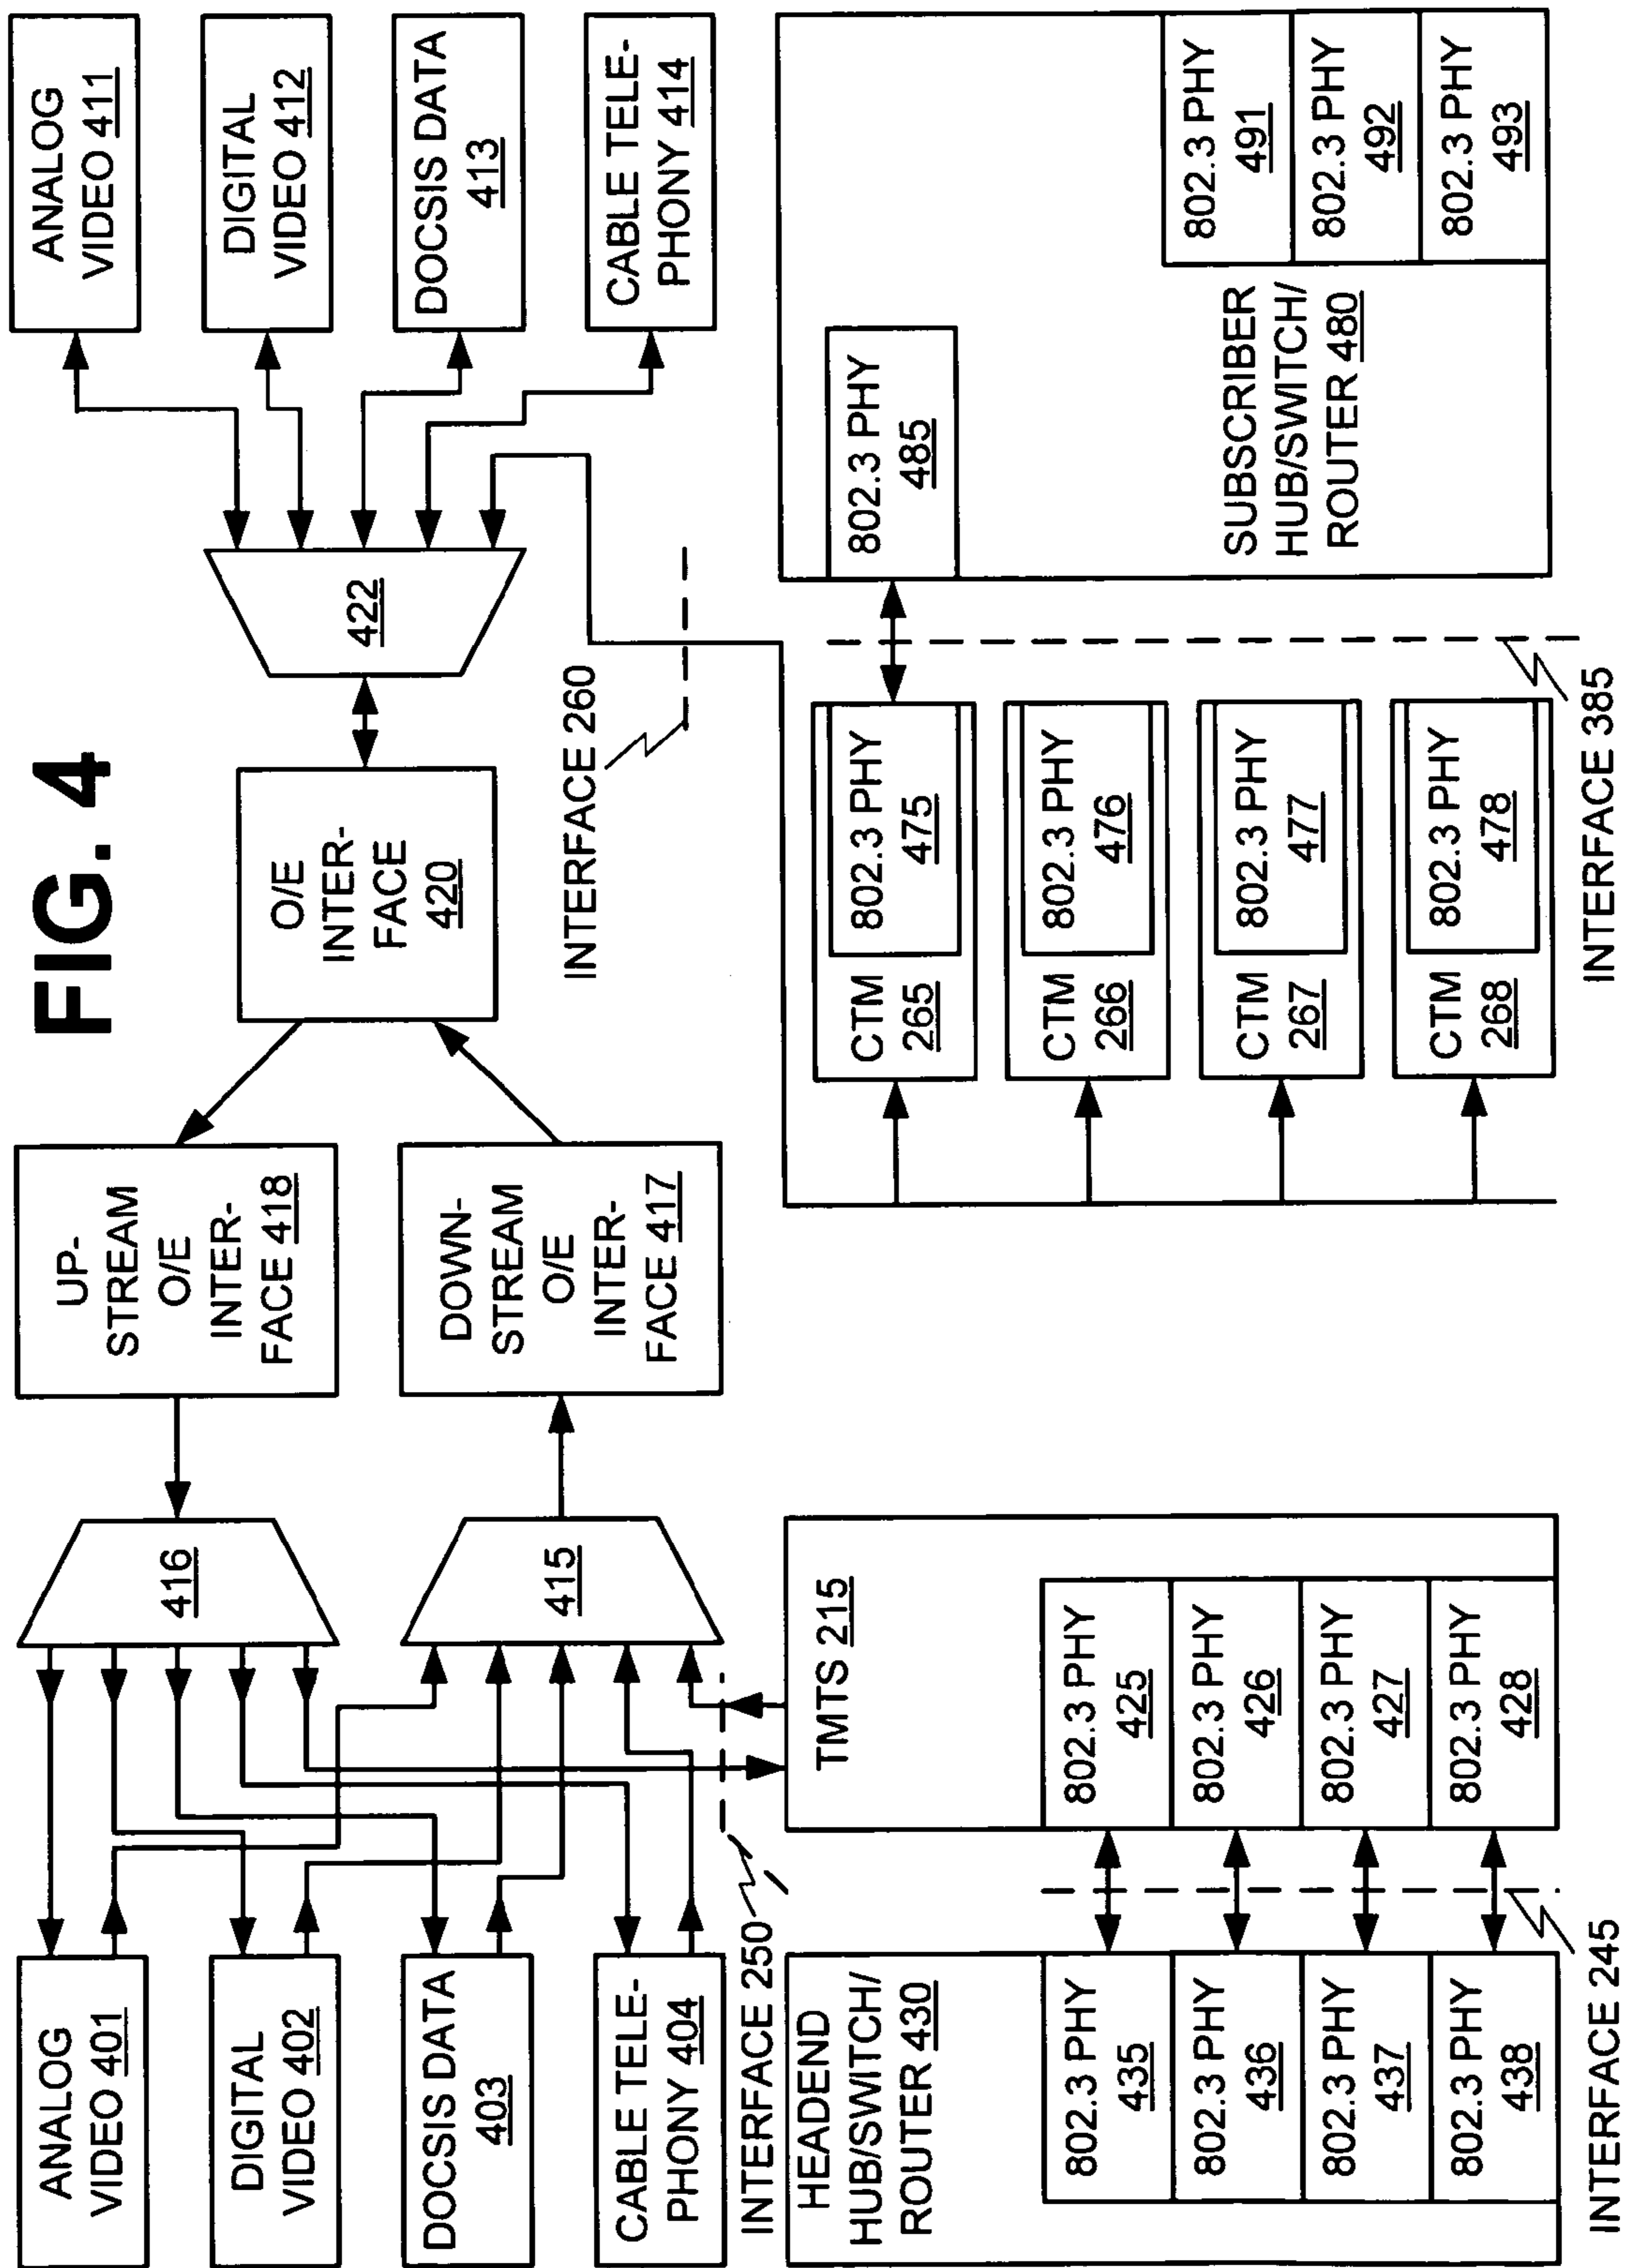 FIG. 4
ANALOG
VIDEO 401
DIGITAL
VIDEO 402
DOCSIS DATA
403
CABLE TELE-
PHONY 404
416
415
UP-
STREAM
O/E
INTER-
FACE 418
DOWN-
STREAM
O/E
INTER-
FACE 417
O/E
INTER-
FACE
420
422
ANALOG
VIDEO 411
DIGITAL
VIDEO 412
DOCSIS DATA
413
CABLE TELE-
PHONY 414
INTERFACE 250
INTERFACE 260
HEADEND
HUB/SWITCH/
ROUTER 430
802.3 PHY
435
802.3 PHY
436
802.3 PHY
437
802.3 PHY
438
INTERFACE 245
TMTS 215
802.3 PHY
425
802.3 PHY
426
802.3 PHY
427
802.3 PHY
428
CTM
265
802.3 PHY
475
CTM
266
802.3 PHY
476
CTM
267
802.3 PHY
477
CTM
268
802.3 PHY
478
INTERFACE 385
802.3 PHY
485
SUBSCRIBER
HUB/SWITCH/
ROUTER 480
802.3 PHY
491
802.3 PHY
492
802.3 PHY
493